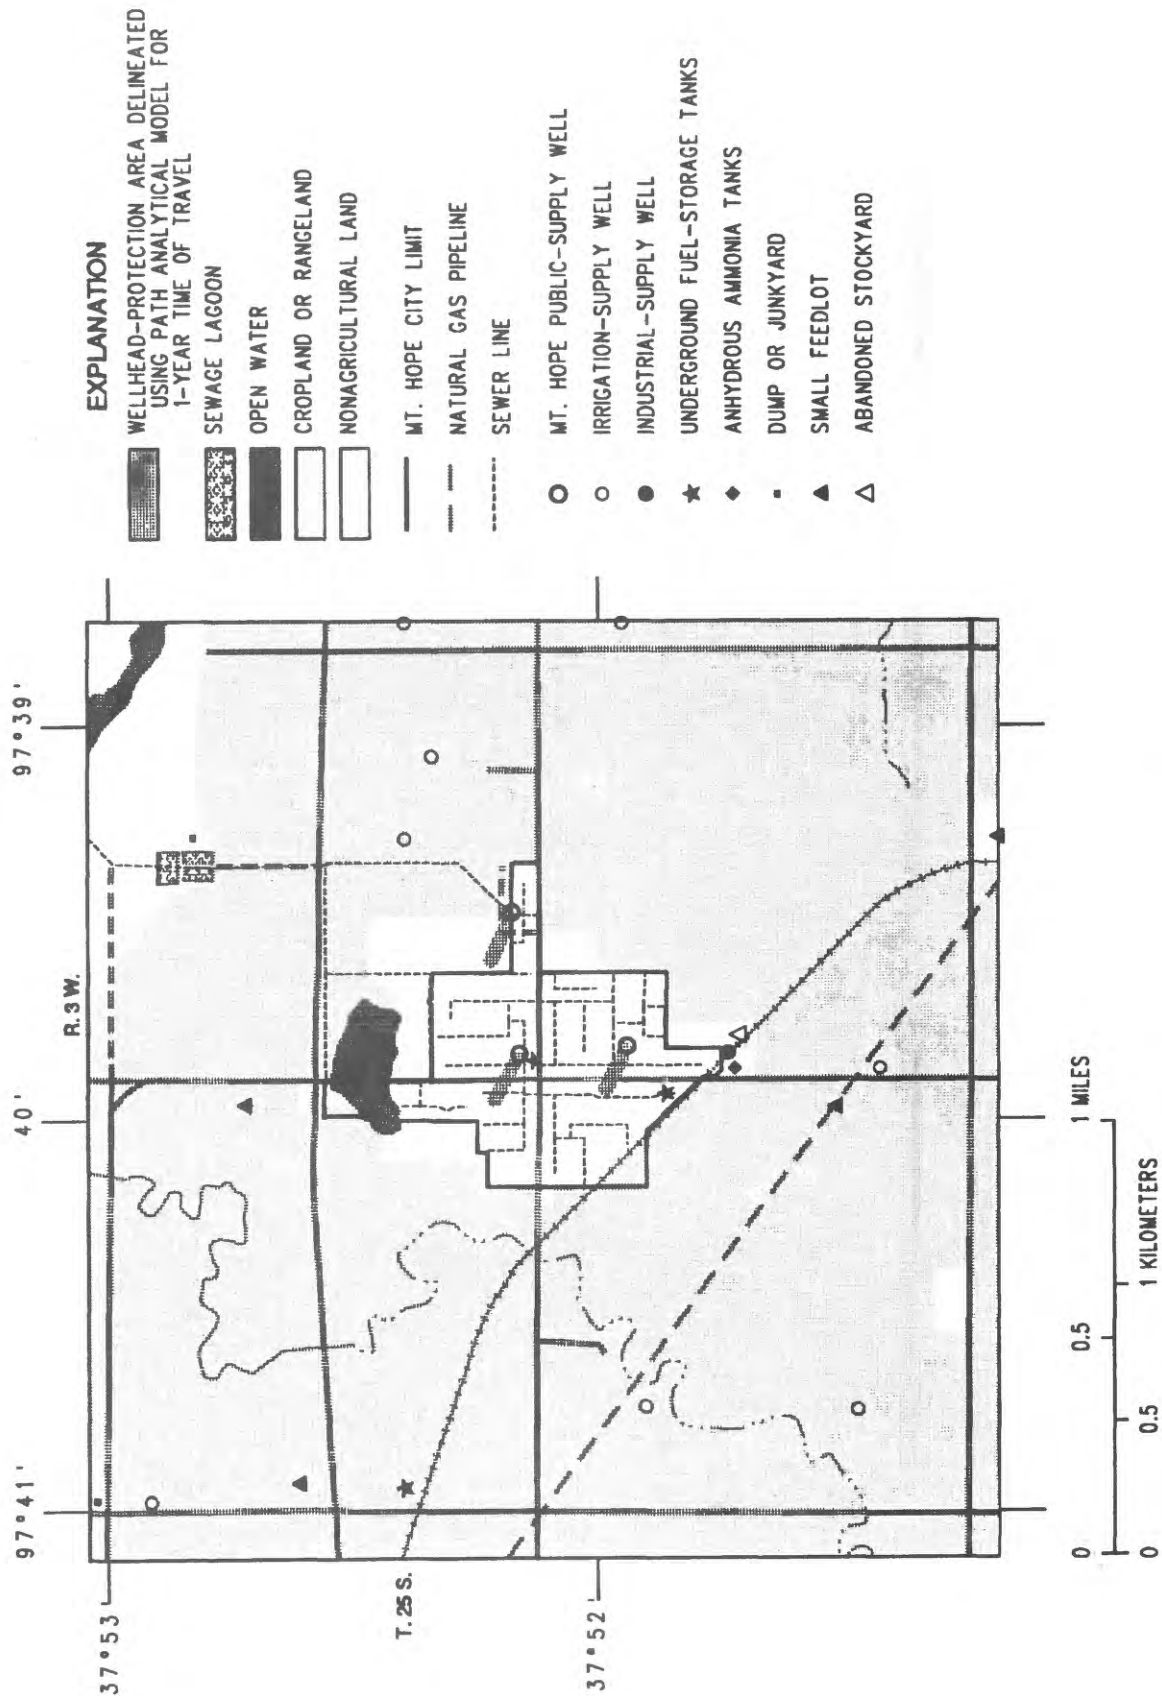 97°41'
40'
97°39'
R. 3 W.
37°53'
T. 25 S.
37°52'
0 0.5 1 MILES
0 0.5 1 KILOMETERS
EXPLANATION
WELLHEAD-PROTECTION AREA DELINEATED
USING PATH ANALYTICAL MODEL FOR
1-YEAR TIME OF TRAVEL
SEWAGE LAGOON
OPEN WATER
CROPLAND OR RANGELAND
NONAGRICULTURAL LAND
MT. HOPE CITY LIMIT
NATURAL GAS PIPELINE
SEWER LINE
MT. HOPE PUBLIC-SUPPLY WELL
IRRIGATION-SUPPLY WELL
INDUSTRIAL-SUPPLY WELL
UNDERGROUND FUEL-STORAGE TANKS
ANHYDROUS AMMONIA TANKS
DUMP OR JUNKYARD
SMALL FEEDLOT
ABANDONED STOCKYARD